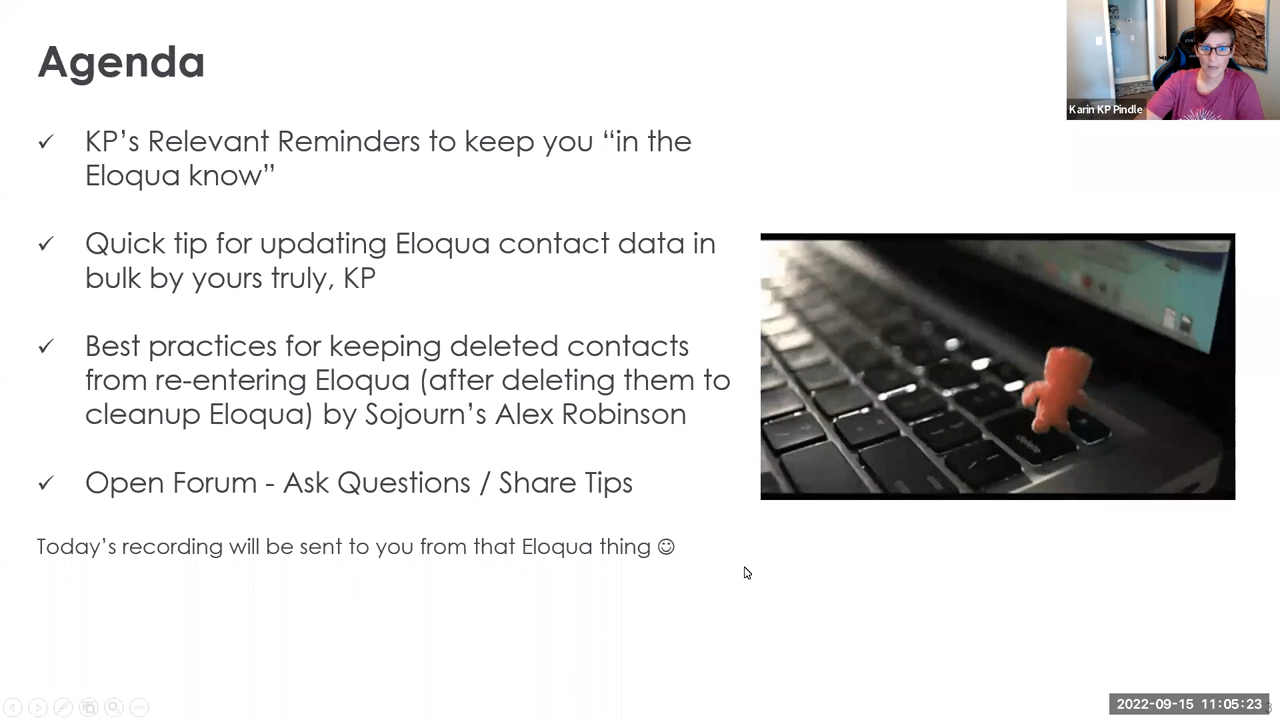 Agenda
Karin KP Pindle
✓ KP’s Relevant Reminders to keep you “in the
Eloqua know”
✓ Quick tip for updating Eloqua contact data in
bulk by yours truly, KP
✓ Best practices for keeping deleted contacts
from re-entering Eloqua (after deleting them to
cleanup Eloqua) by Sojourn’s Alex Robinson
✓ Open Forum - Ask Questions / Share Tips
Today’s recording will be sent to you from that Eloqua thing ☺
delete
2022-09-15 11:05:23